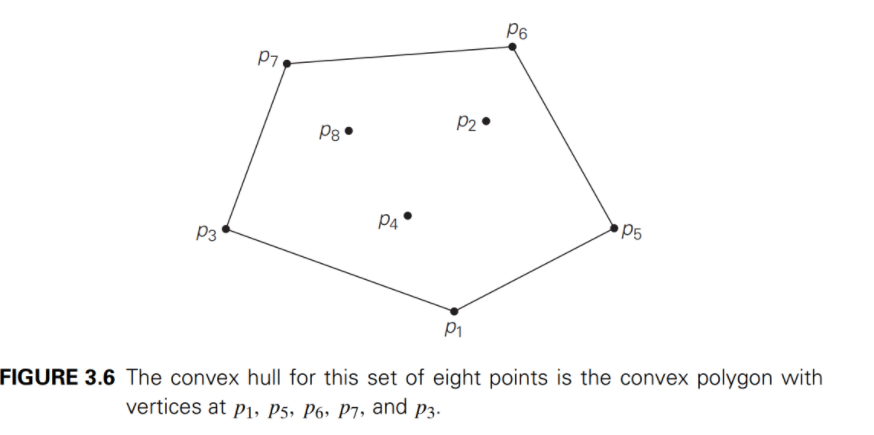 p6
p7
p8
p2
p4
p3
p5
p1
FIGURE 3.6 The convex hull for this set of eight points is the convex polygon with
vertices at p1, p5, p6, p7, and p3.